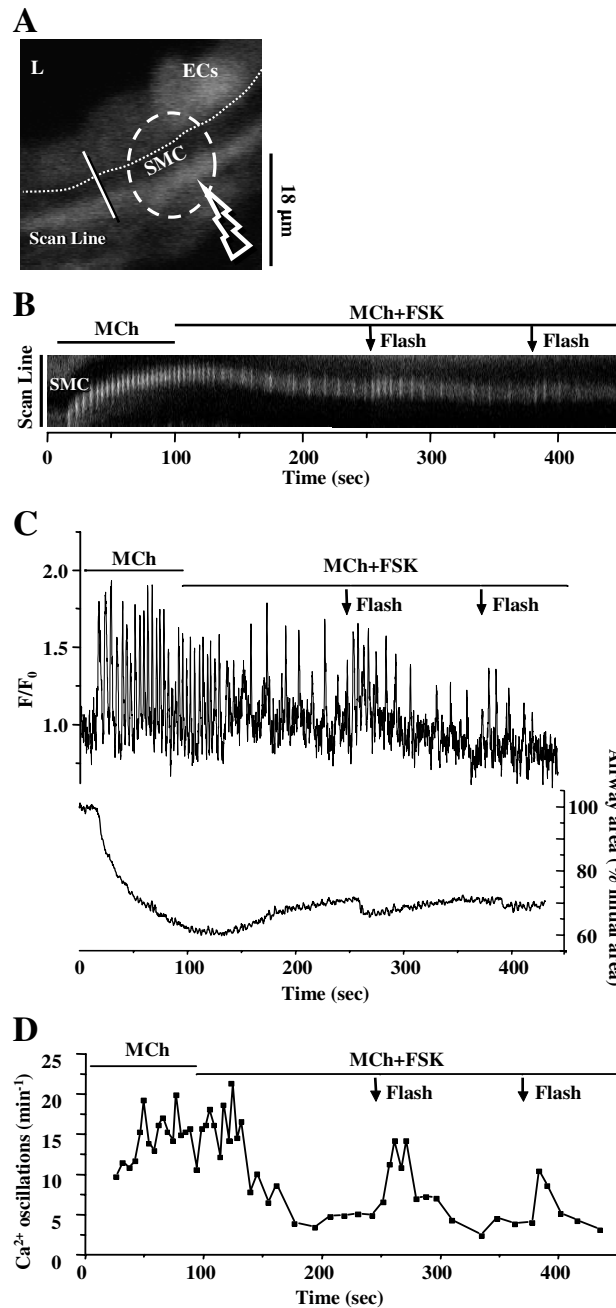 A
L
ECs
SMC
Scan Line
18 µm
B
MCh+FSK
MCh
Flash
Flash
Scan Line
SMC
0
100
200
300
400
Time (sec)
C
MCh
MCh+FSK
Flash
Flash
2.0
1.5
1.0
F/F0
100
80
60
Airway area (% initial area)
0
100
200
300
400
Time (sec)
D
MCh
MCh+FSK
Flash
Flash
25
20
15
10
5
0
Ca²⁺ oscillations (min⁻¹)
0
100
200
300
400
Time (sec)